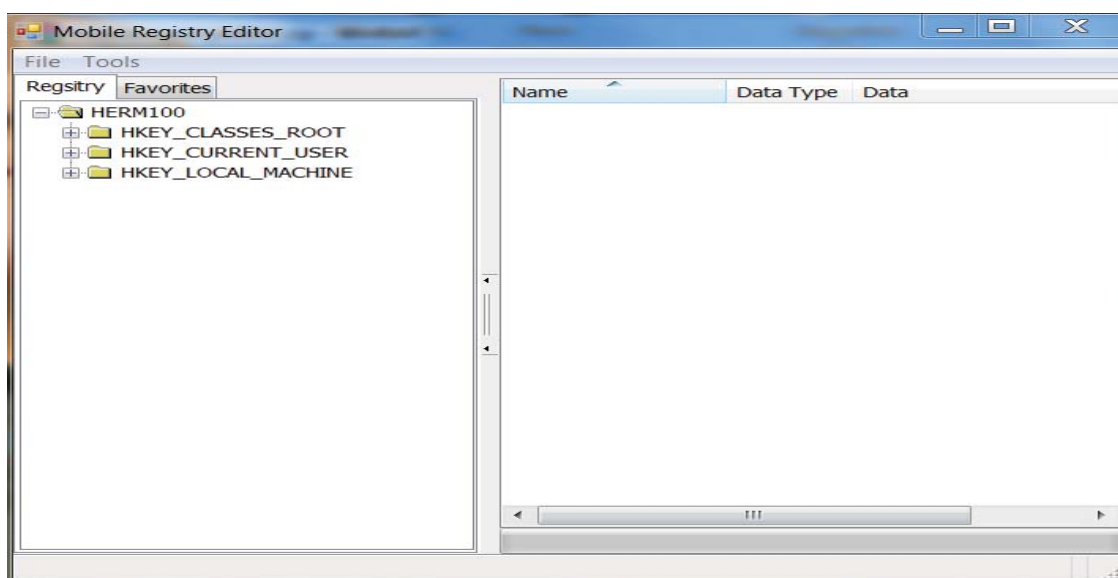 Mobile Registry Editor
File Tools
Regsitry Favorites
Name Data Type Data
HERM100
HKEY_CLASSES_ROOT
HKEY_CURRENT_USER
HKEY_LOCAL_MACHINE